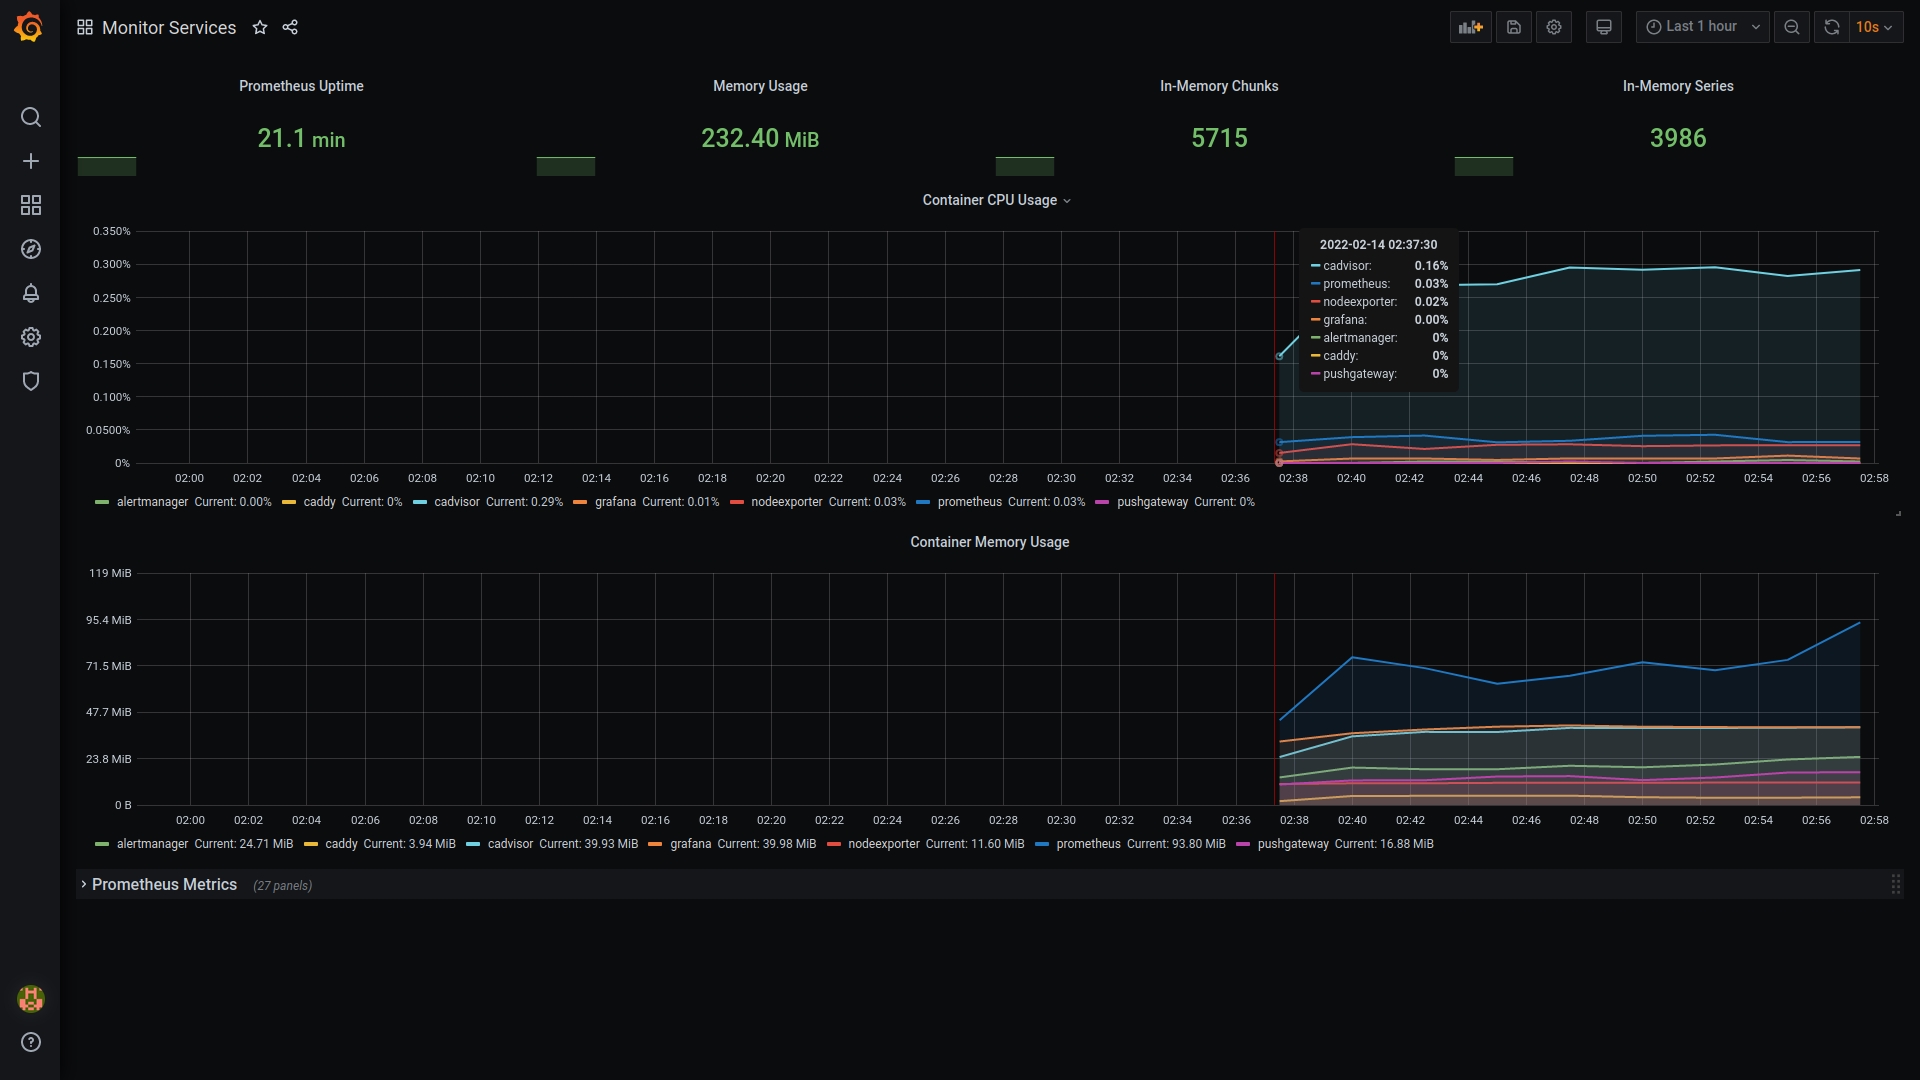 Monitor Services
Last 1 hour
10s
Prometheus Uptime
21.1 min
Memory Usage
232.40 MiB
In-Memory Chunks
5715
In-Memory Series
3986
Container CPU Usage
0.350%
0.300%
0.250%
0.200%
0.150%
0.100%
0.0500%
0%
2022-02-14 02:37:30
cadvisor: 0.16%
prometheus: 0.03%
nodeexporter: 0.02%
grafana: 0.00%
alertmanager: 0%
caddy: 0%
pushgateway: 0%
02:00 02:02 02:04 02:06 02:08 02:10 02:12 02:14 02:16 02:18 02:20 02:22 02:24 02:26 02:28 02:30 02:32 02:34 02:36 02:38 02:40 02:42 02:44 02:46 02:48 02:50 02:52 02:54 02:56 02:58
alertmanager Current: 0.00% caddy Current: 0% cadvisor Current: 0.29% grafana Current: 0.01% nodeexporter Current: 0.03% prometheus Current: 0.03% pushgateway Current: 0%
Container Memory Usage
119 MiB
95.4 MiB
71.5 MiB
47.7 MiB
23.8 MiB
0 B
02:00 02:02 02:04 02:06 02:08 02:10 02:12 02:14 02:16 02:18 02:20 02:22 02:24 02:26 02:28 02:30 02:32 02:34 02:36 02:38 02:40 02:42 02:44 02:46 02:48 02:50 02:52 02:54 02:56 02:58
alertmanager Current: 24.71 MiB caddy Current: 3.94 MiB cadvisor Current: 39.93 MiB grafana Current: 39.98 MiB nodeexporter Current: 11.60 MiB prometheus Current: 93.80 MiB pushgateway Current: 16.88 MiB
Prometheus Metrics (27 panels)